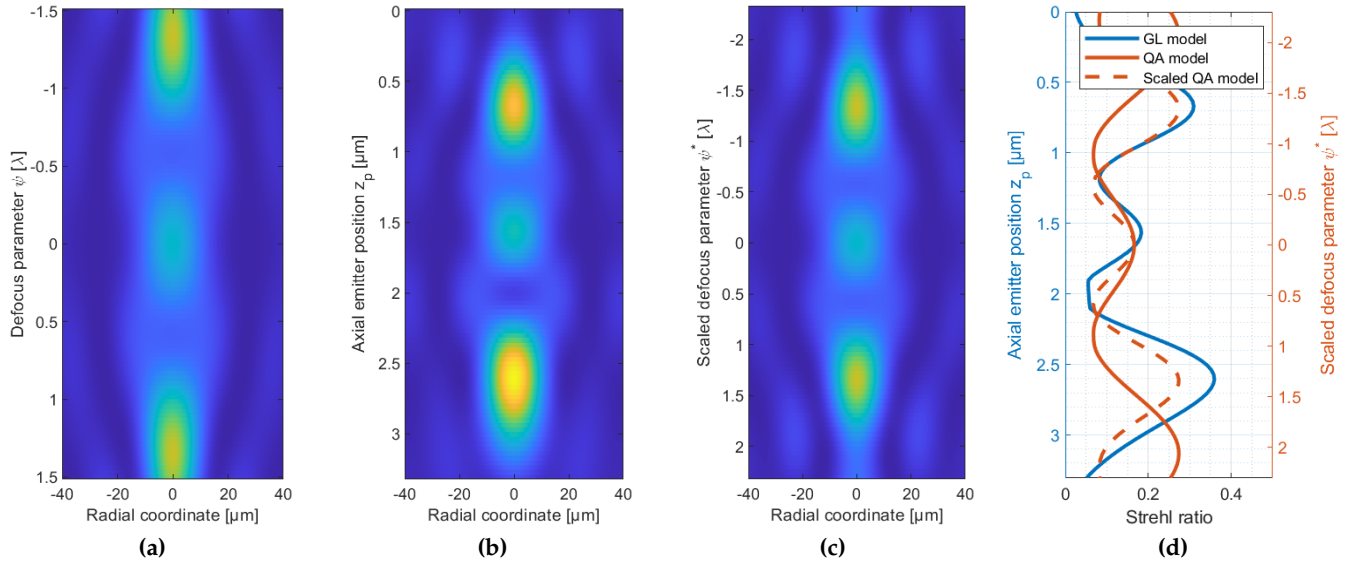 Defocus parameter ψ [λ]
-1.5
-1
-0.5
0
0.5
1
1.5
-40 -20 0 20 40
Radial coordinate [µm]
(a)
Axial emitter position z_p [µm]
0
0.5
1
1.5
2
2.5
3
-40 -20 0 20 40
Radial coordinate [µm]
(b)
Scaled defocus parameter ψ* [λ]
-2
-1.5
-1
-0.5
0
0.5
1
1.5
2
-40 -20 0 20 40
Radial coordinate [µm]
(c)
Axial emitter position z_p [µm]
0
0.5
1
1.5
2
2.5
3
GL model
QA model
Scaled QA model
-2
-1.5
-1
-0.5
0
0.5
1
1.5
2
Scaled defocus parameter ψ* [λ]
0 0.2 0.4
Strehl ratio
(d)